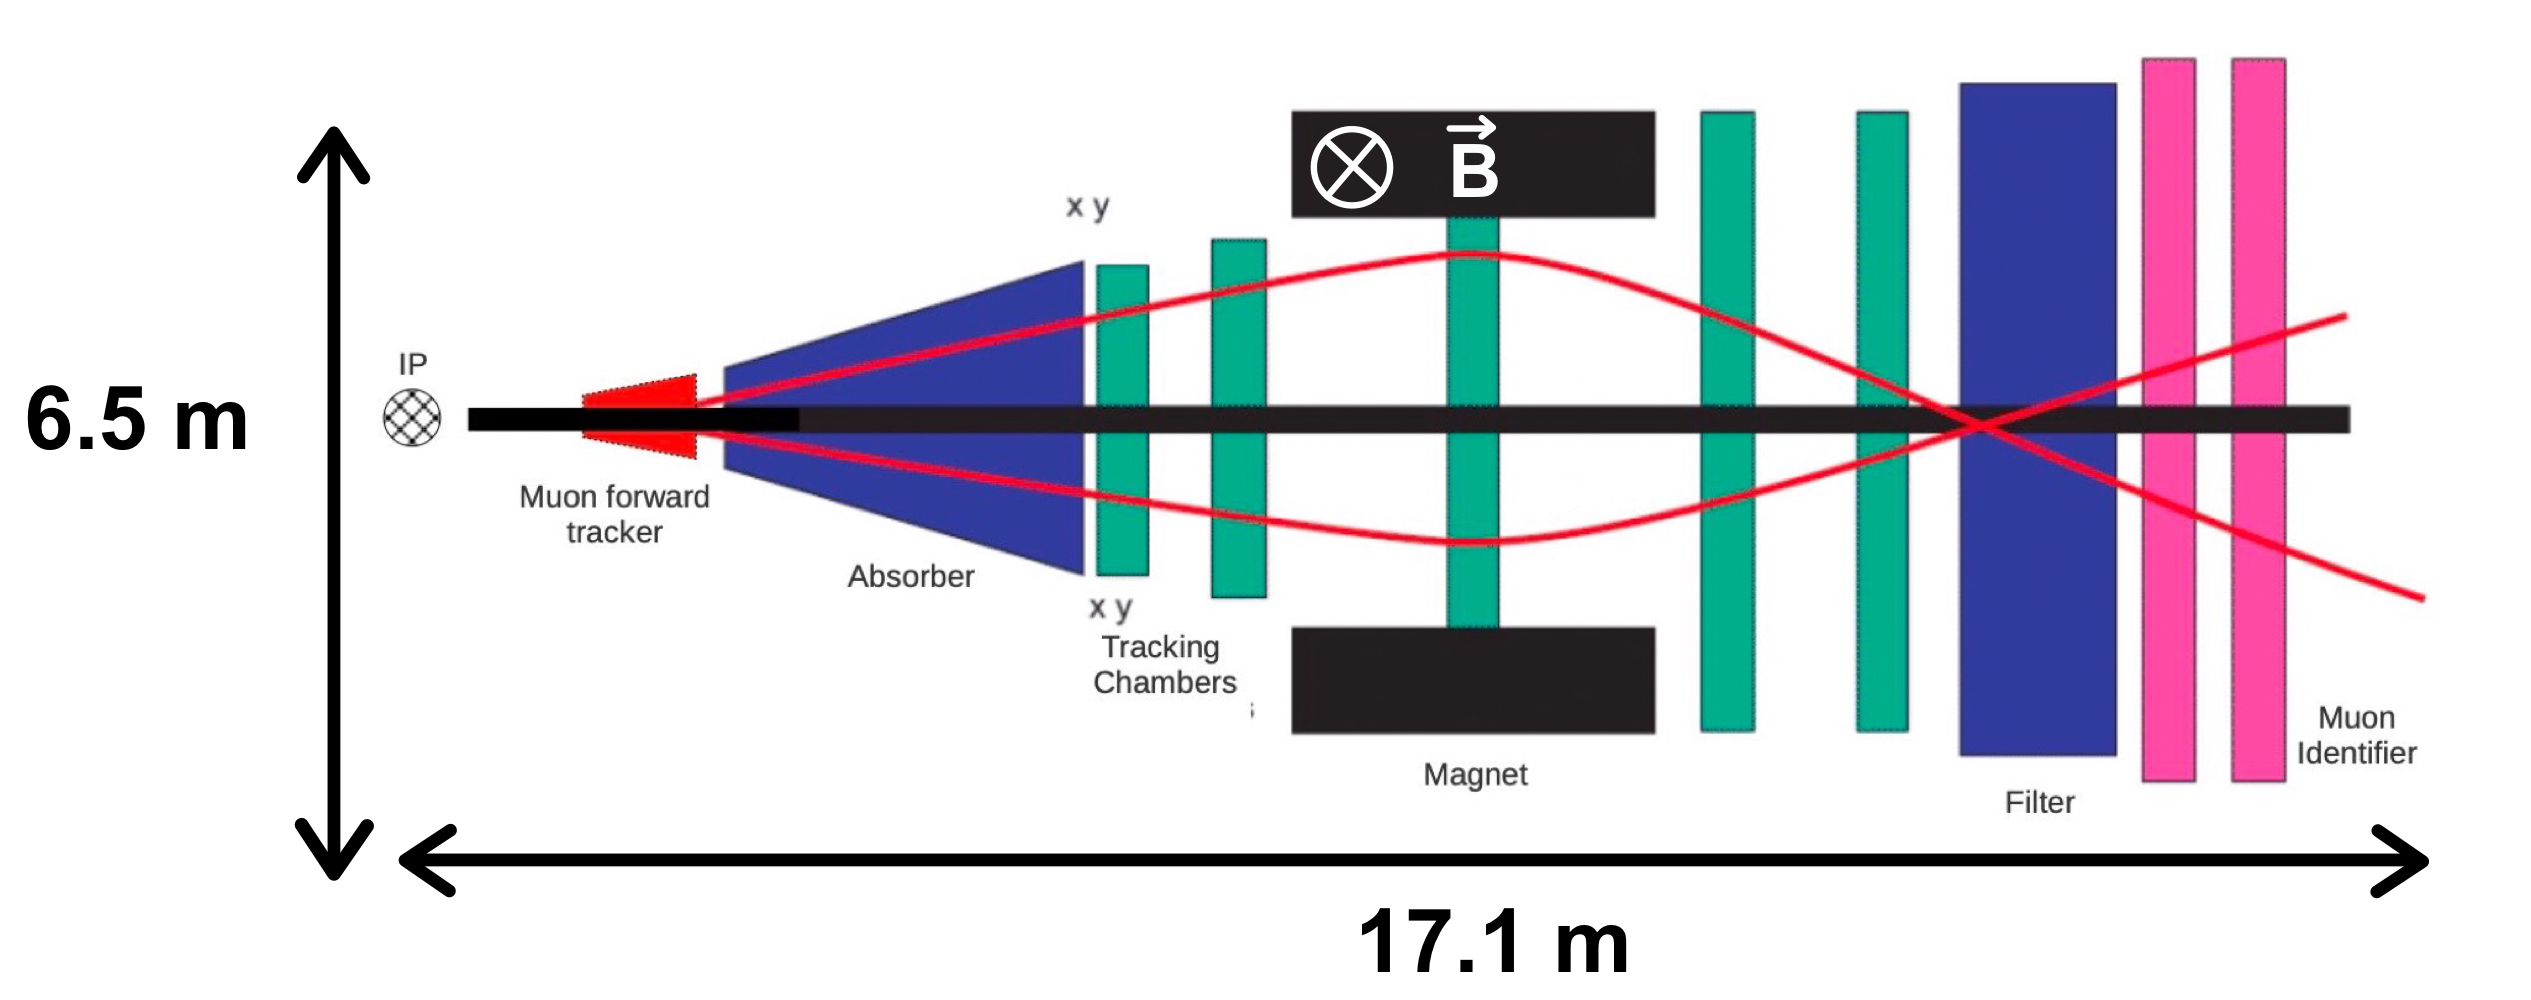 x y
B
IP
6.5 m
Muon forward
tracker
Absorber
x y
Tracking
Chambers
Magnet
Filter
Muon
Identifier
17.1 m